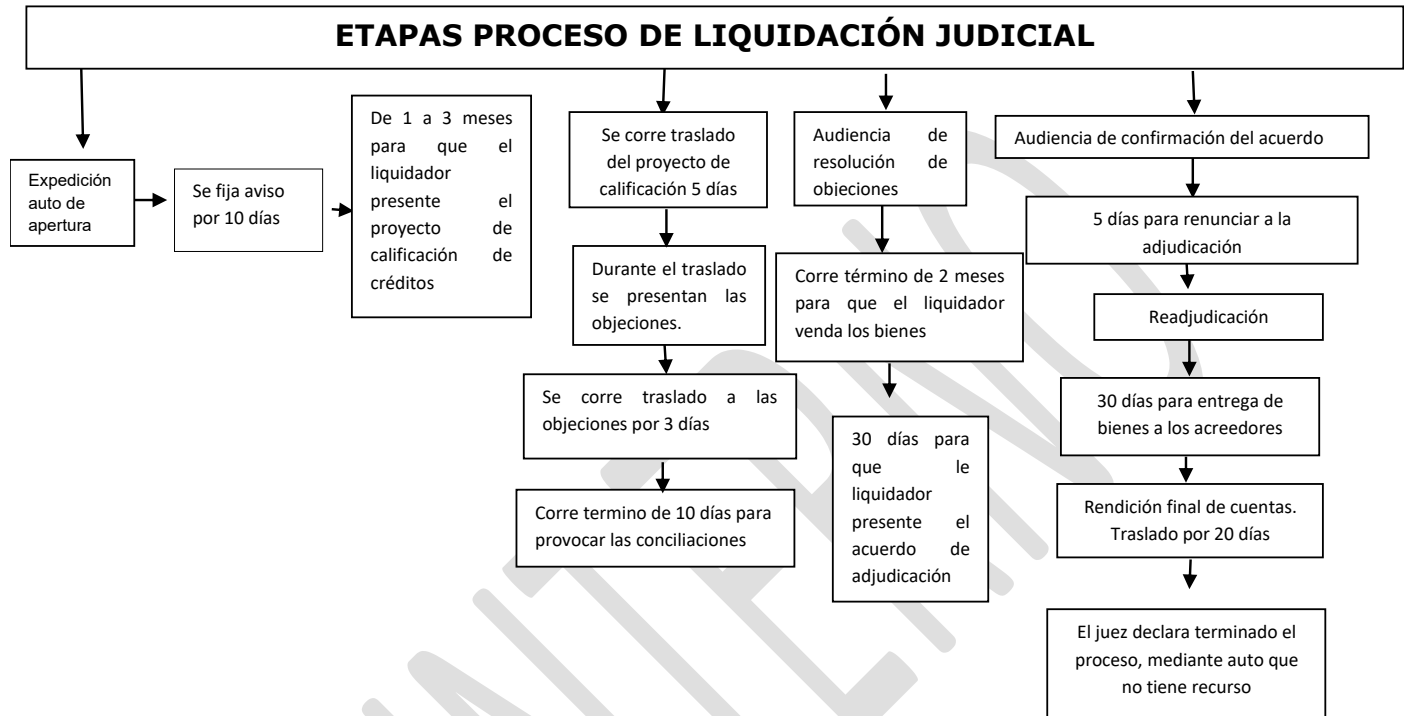 ETAPAS PROCESO DE LIQUIDACIÓN JUDICIAL
Expedición
auto de
apertura
Se fija aviso
por 10 días
De 1 a 3 meses
para que el
liquidador
presente el
proyecto de
calificación de
créditos
Se corre traslado
del proyecto de
calificación 5 días
Durante el traslado
se presentan las
objeciones.
Se corre traslado a las
objeciones por 3 días
Corre termino de 10 días para
provocar las conciliaciones
Audiencia de
resolución de
objeciones
Corre término de 2 meses
para que el liquidador
venda los bienes
30 días para
que le
liquidador
presente el
acuerdo de
adjudicación
Audiencia de confirmación del acuerdo
5 días para renunciar a la
adjudicación
Readjudicación
30 días para entrega de
bienes a los acreedores
Rendición final de cuentas.
Traslado por 20 días
El juez declara terminado el
proceso, mediante auto que
no tiene recurso